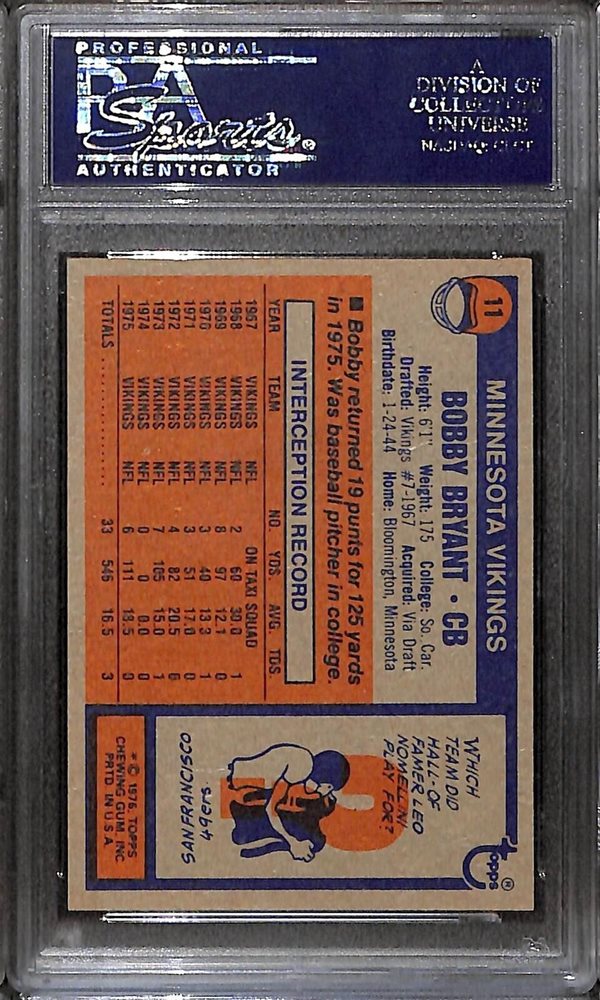 PROFESSIONAL
PSA
Sports®
AUTHENTICATOR
A
DIVISION OF
COLLECTORS
UNIVERSE
NASDAQ: CLCT
11
MINNESOTA VIKINGS
BOBBY BRYANT • CB
Height: 6'1" Weight: 175 College: So. Car.
Drafted: Vikings #7-1967 Acquired: Via Draft
Birthdate: 1-24-44 Home: Bloomington, Minnesota
■ Bobby returned 19 punts for 125 yards
in 1975. Was baseball pitcher in college.
INTERCEPTION RECORD
YEAR TEAM NO. YDS. AVG. TDS.
1967 VIKINGS NFL ON TAXI SQUAD
1968 VIKINGS NFL 2 60 30.0 1
1969 VIKINGS NFL 8 97 12.1 0
1970 VIKINGS NFL 3 40 13.3 1
1971 VIKINGS NFL 3 51 17.0 0
1972 VIKINGS NFL 4 82 20.5 0
1973 VIKINGS NFL 7 105 15.0 1
1974 VIKINGS NFL 0 0 0.0 0
1975 VIKINGS NFL 6 111 18.5 0
TOTALS ............. 33 546 16.5 3
topps®
WHICH
TEAM DID
HALL-OF
FAMER LEO
NOMELLINI
PLAY FOR?
49ers.
SAN FRANCISCO
*© 1976, TOPPS
CHEWING GUM, INC.
PRTD. IN U.S.A.